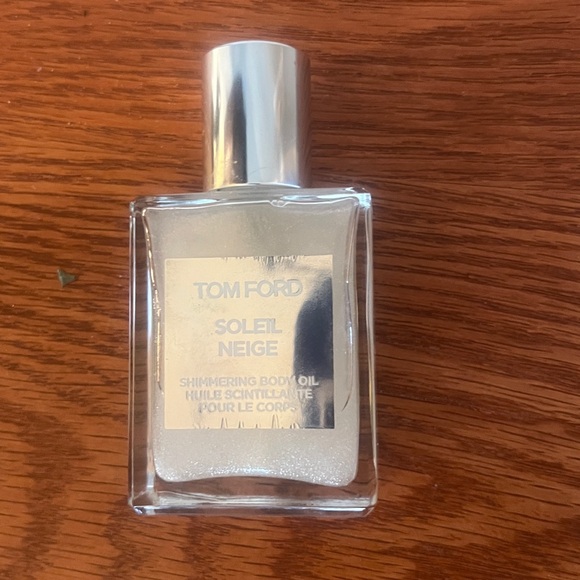 TOM FORD
SOLEIL
NEIGE
SHIMMERING BODY OIL
HUILE SCINTILLANTE
POUR LE CORPS